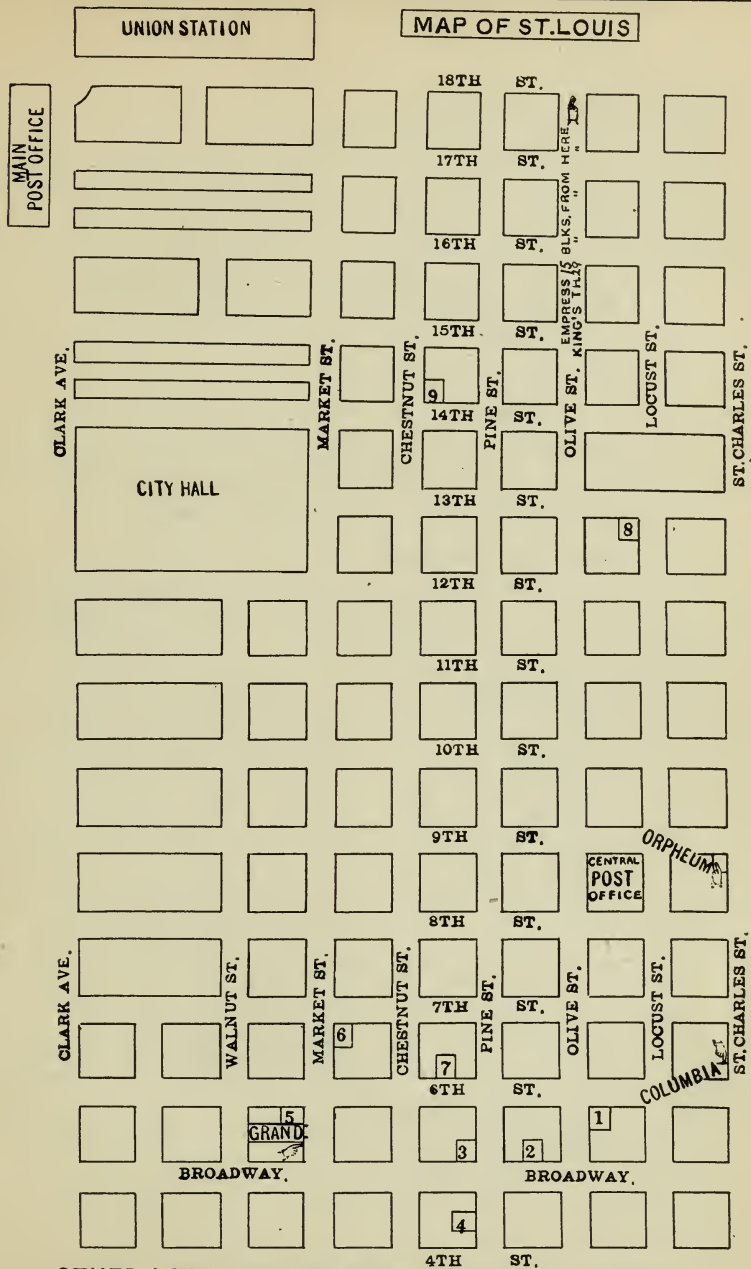 UNION STATION
MAP OF ST.LOUIS
MAIN
POST OFFICE
18TH ST.
17TH ST.
16TH ST.
EMPRESS 15 BLKS. FROM HERE
KING'S TH. 29 " " "
15TH ST.
CLARK AVE.
MARKET ST.
CHESTNUT ST.
PINE ST.
OLIVE ST.
LOCUST ST.
ST. CHARLES ST.
9
14TH ST.
CITY HALL
13TH ST.
8
12TH ST.
11TH ST.
10TH ST.
9TH ST.
ORPHEUM
CENTRAL
POST
OFFICE
8TH ST.
CLARK AVE.
WALNUT ST.
MARKET ST.
CHESTNUT ST.
PINE ST.
OLIVE ST.
LOCUST ST.
ST. CHARLES ST.
7TH ST.
6
7
6TH ST.
COLUMBIA
5
GRAND
3
2
1
BROADWAY.
BROADWAY.
4
4TH ST.